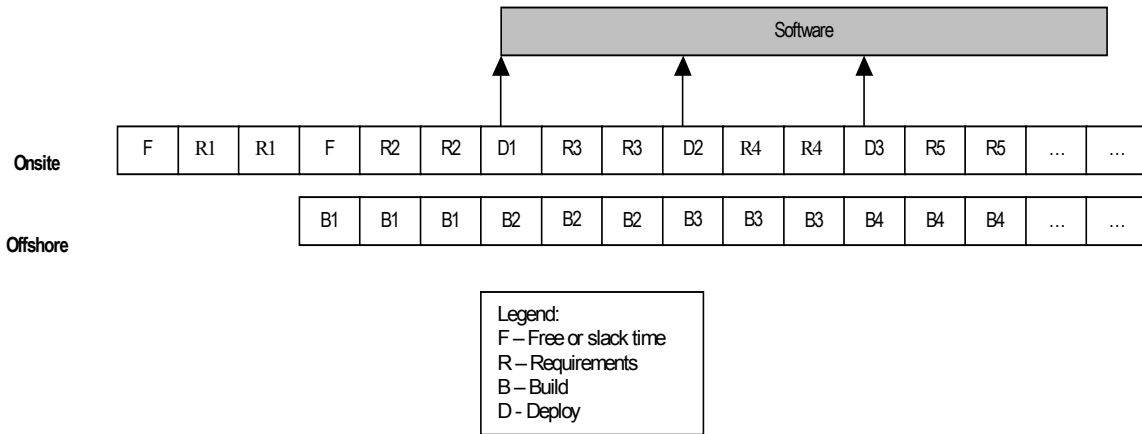 Software
Onsite F R1 R1 F R2 R2 D1 R3 R3 D2 R4 R4 D3 R5 R5 … …
Offshore B1 B1 B1 B2 B2 B2 B3 B3 B3 B4 B4 B4 … …
Legend:
F – Free or slack time
R – Requirements
B – Build
D - Deploy